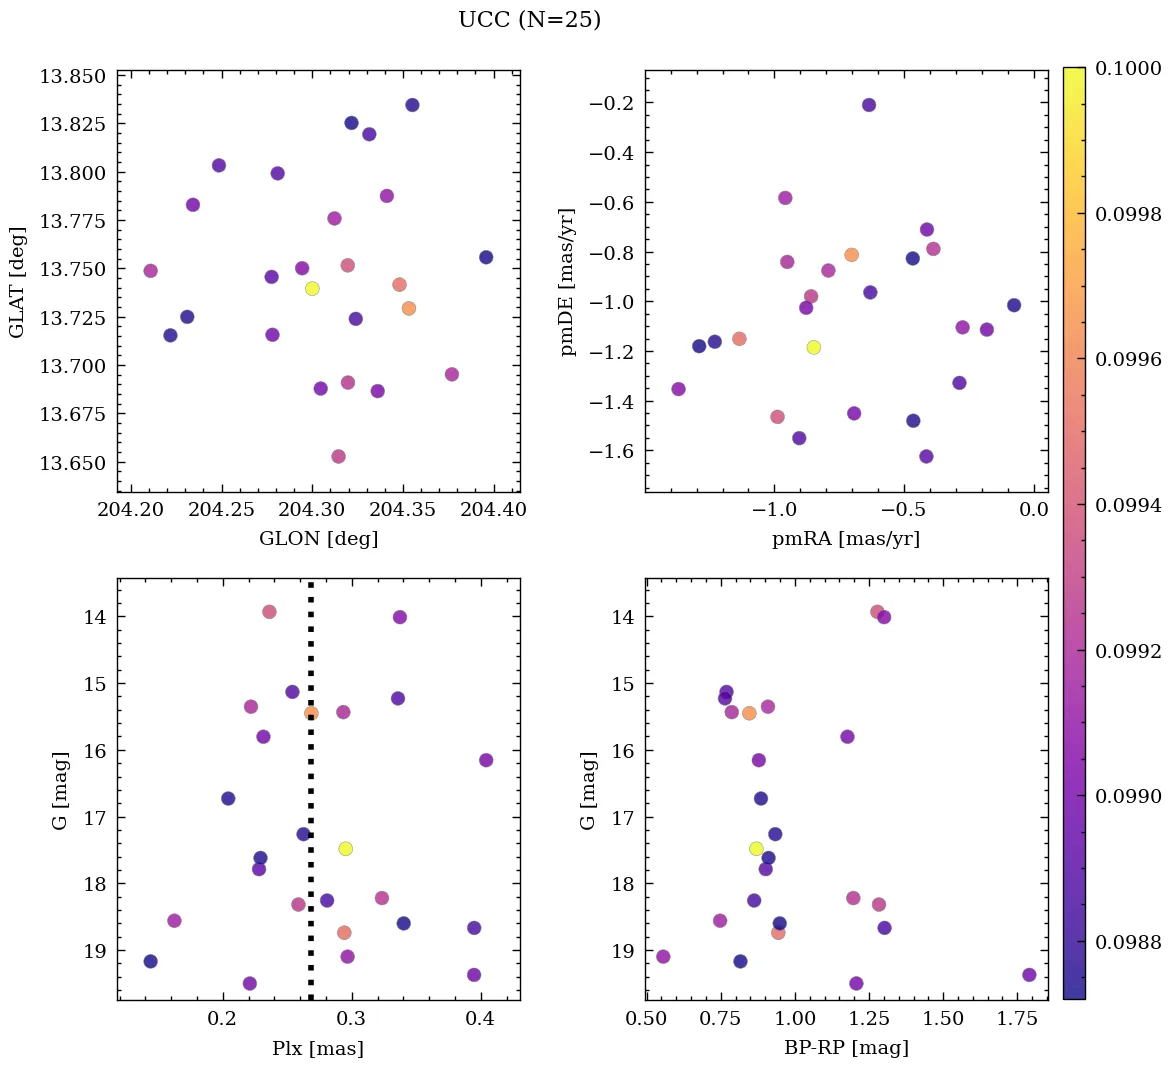 UCC (N=25)
13.850
13.825
13.800
13.775
13.750
13.725
13.700
13.675
13.650
GLAT [deg]
204.20 204.25 204.30 204.35 204.40
GLON [deg]
−0.2
−0.4
−0.6
−0.8
−1.0
−1.2
−1.4
−1.6
pmDE [mas/yr]
−1.0 −0.5 0.0
pmRA [mas/yr]
14
15
16
17
18
19
G [mag]
0.2 0.3 0.4
Plx [mas]
14
15
16
17
18
19
G [mag]
0.50 0.75 1.00 1.25 1.50 1.75
BP-RP [mag]
0.1000
0.0998
0.0996
0.0994
0.0992
0.0990
0.0988